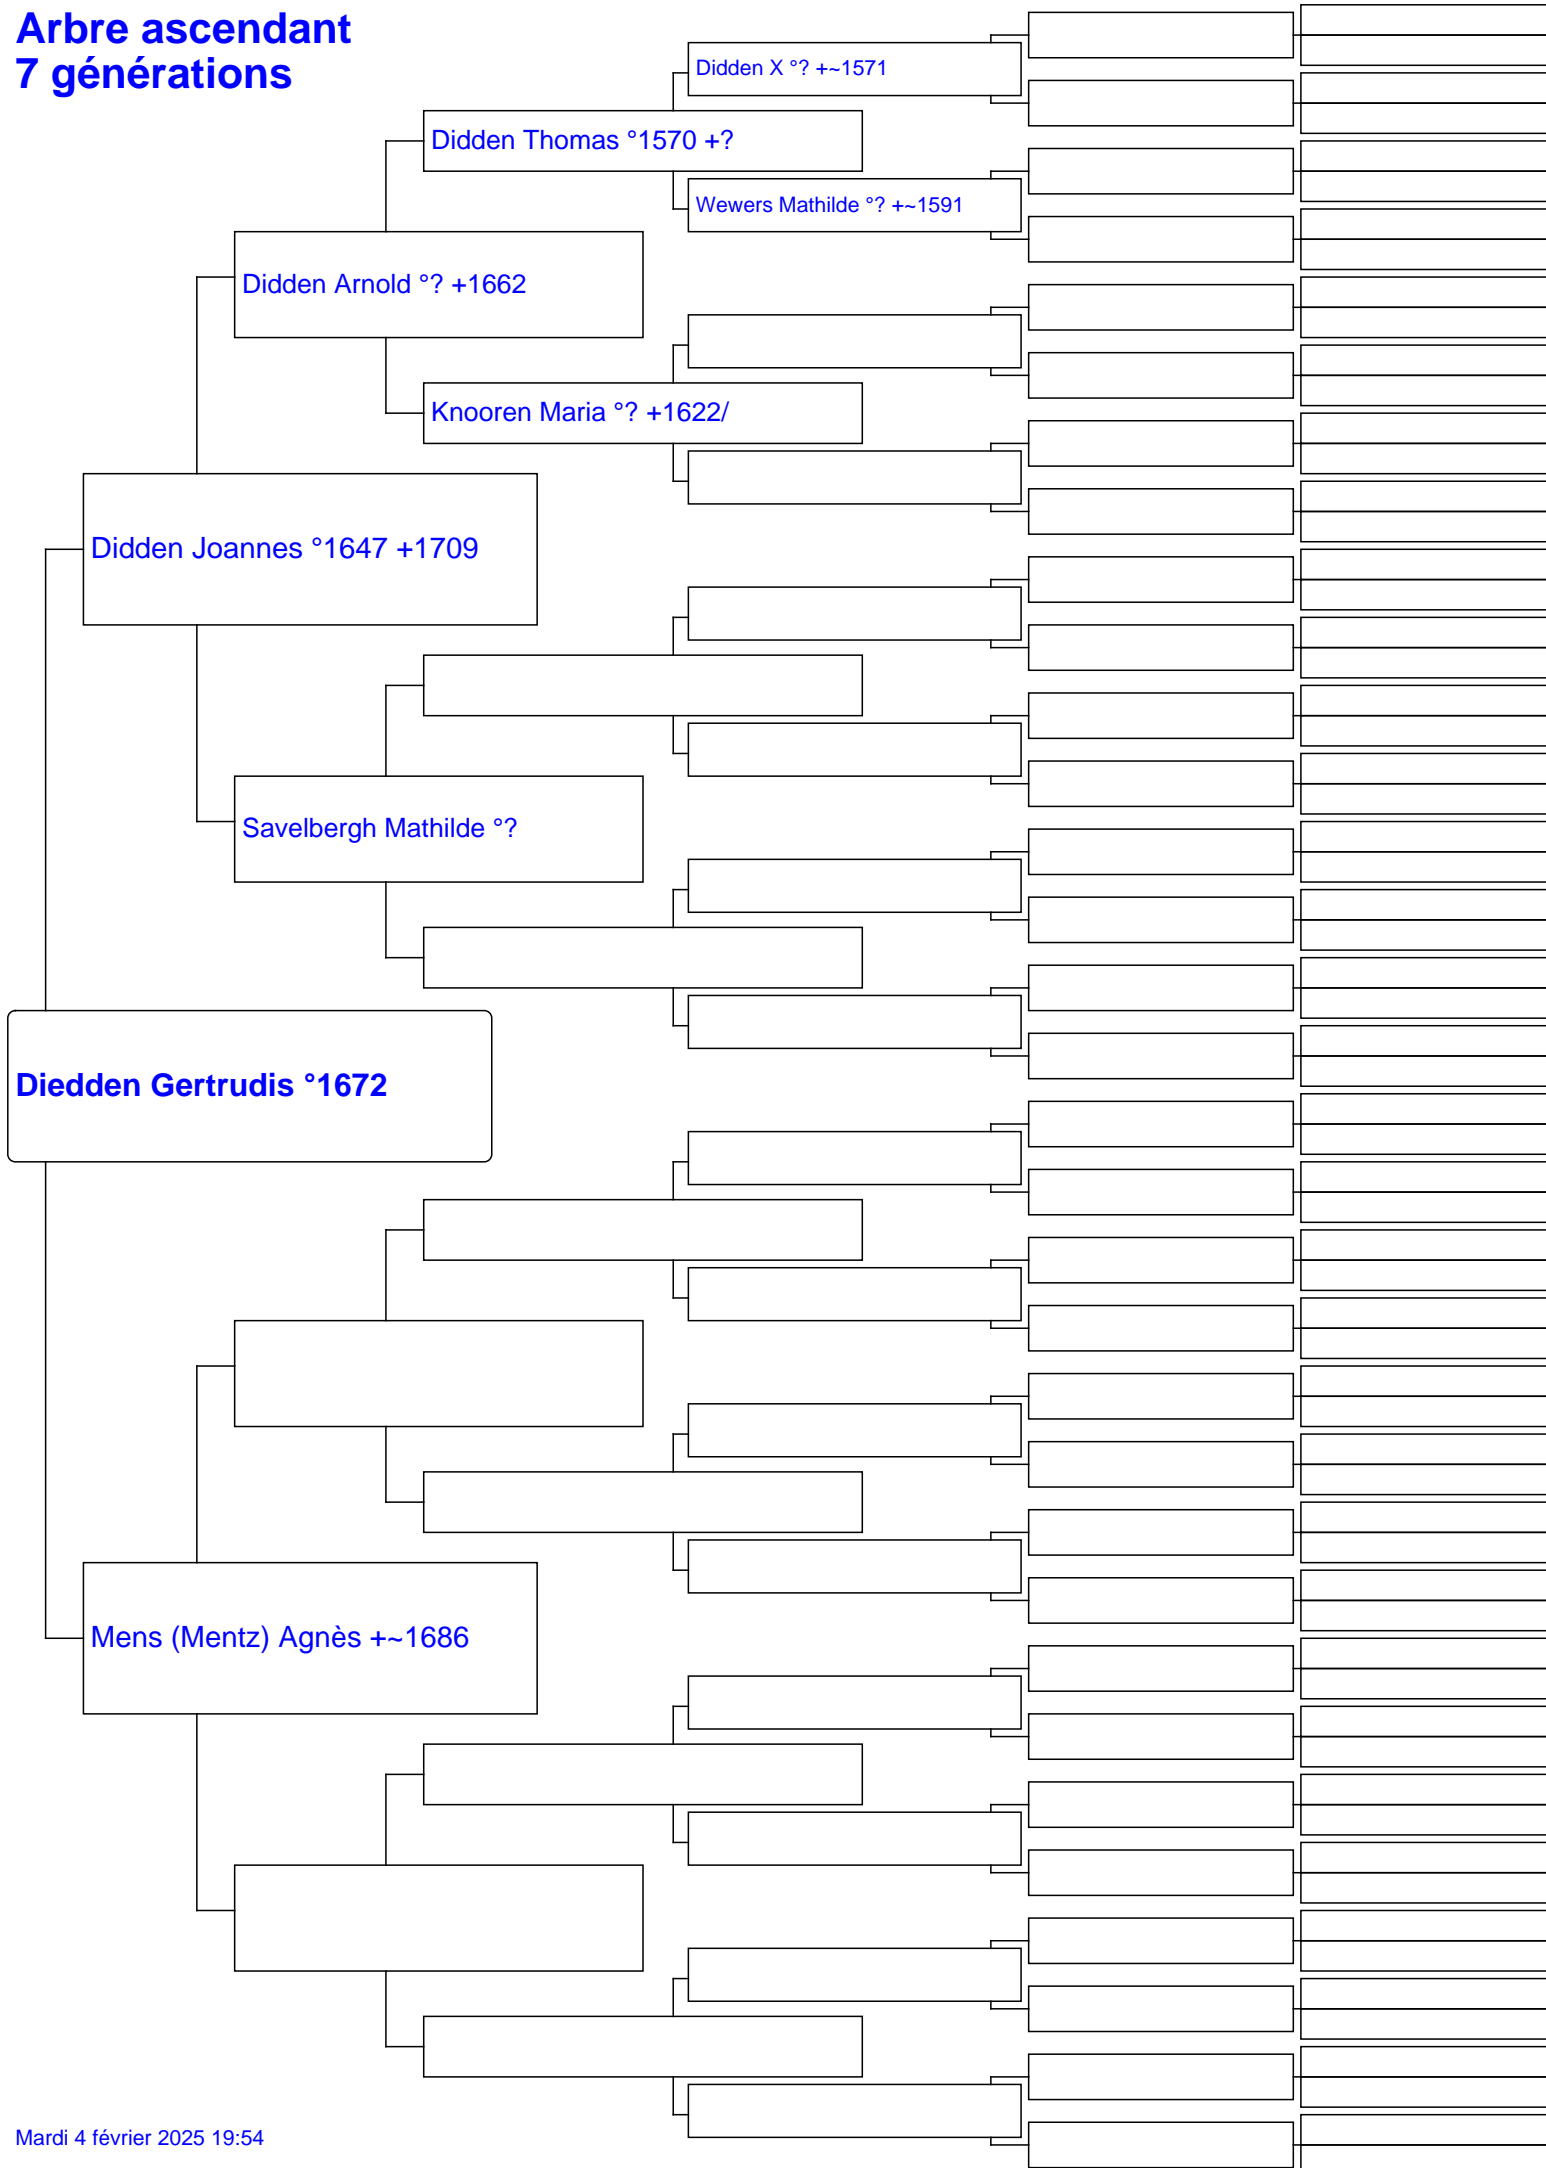 Arbre ascendant
7 générations
Didden X °? +~1571
Didden Thomas °1570 +?
Wewers Mathilde °? +~1591
Didden Arnold °? +1662
Knooren Maria °? +1622/
Didden Joannes °1647 +1709
Savelbergh Mathilde °?
Diedden Gertrudis °1672
Mens (Mentz) Agnès +~1686
Mardi 4 février 2025 19:54